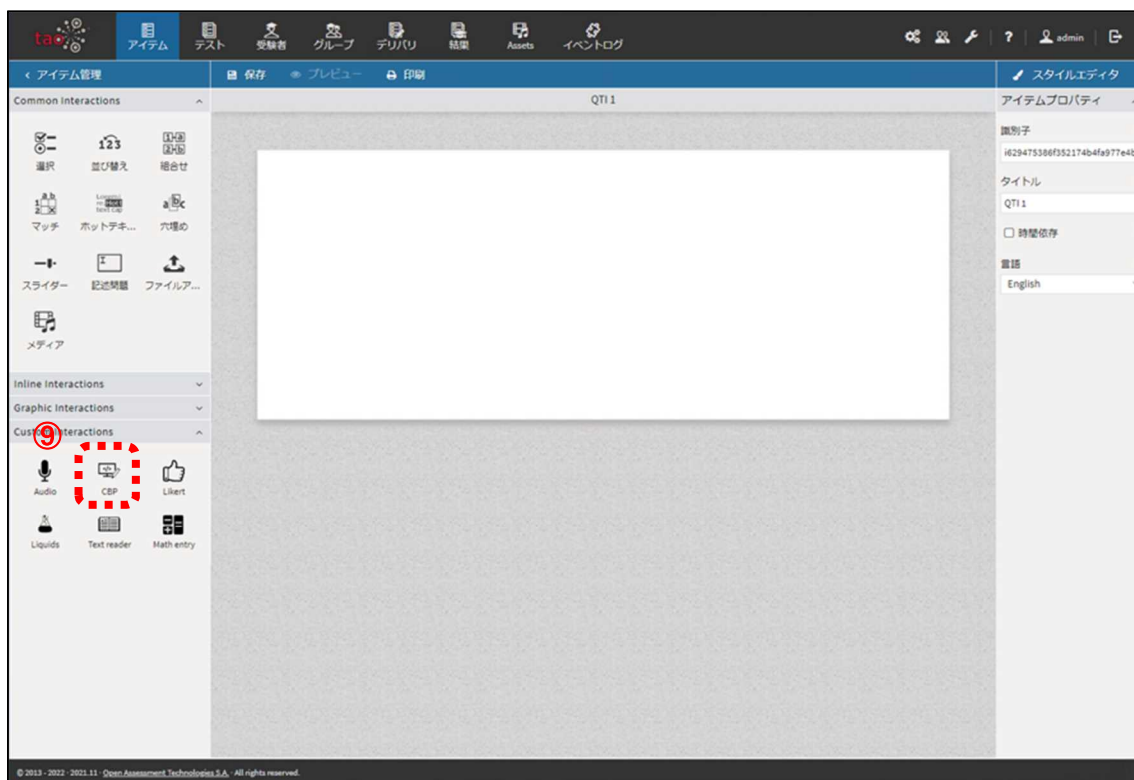 tao
アイテム
テスト
受験者
グループ
デリバリ
結果
Assets
イベントログ
?
admin
アイテム管理
保存
プレビュー
印刷
スタイルエディタ
Common Interactions
QTI 1
アイテムプロパティ
選択
123
並び替え
組合せ
マッチ
ホットテキ...
a b c
穴埋め
スライダー
記述問題
ファイルア...
メディア
識別子
i629475386f352174b4fa977e4b
タイトル
QTI 1
時間依存
言語
English
Inline Interactions
Graphic Interactions
Custom Interactions
⑨
Audio
CBP
Likert
Liquids
Text reader
Math entry
© 2013 - 2022 · 2021.11 · Open Assessment Technologies S.A. · All rights reserved.